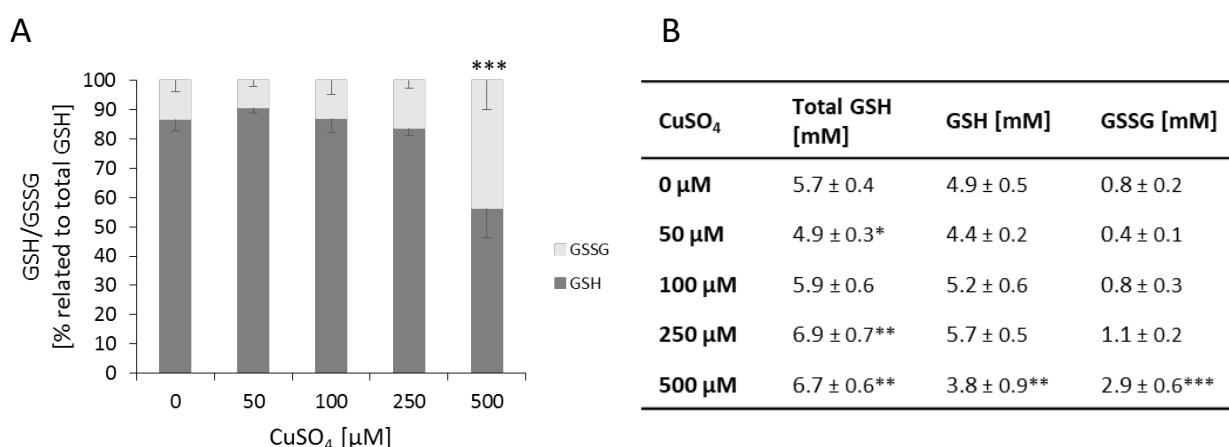 A
GSH/GSSG
[% related to total GSH]
100
90
80
70
60
50
40
30
20
10
0
***
0 50 100 250 500
CuSO₄ [µM]
GSSG
GSH
B
CuSO₄ Total GSH [mM] GSH [mM] GSSG [mM]
0 µM 5.7 ± 0.4 4.9 ± 0.5 0.8 ± 0.2
50 µM 4.9 ± 0.3* 4.4 ± 0.2 0.4 ± 0.1
100 µM 5.9 ± 0.6 5.2 ± 0.6 0.8 ± 0.3
250 µM 6.9 ± 0.7** 5.7 ± 0.5 1.1 ± 0.2
500 µM 6.7 ± 0.6** 3.8 ± 0.9** 2.9 ± 0.6***